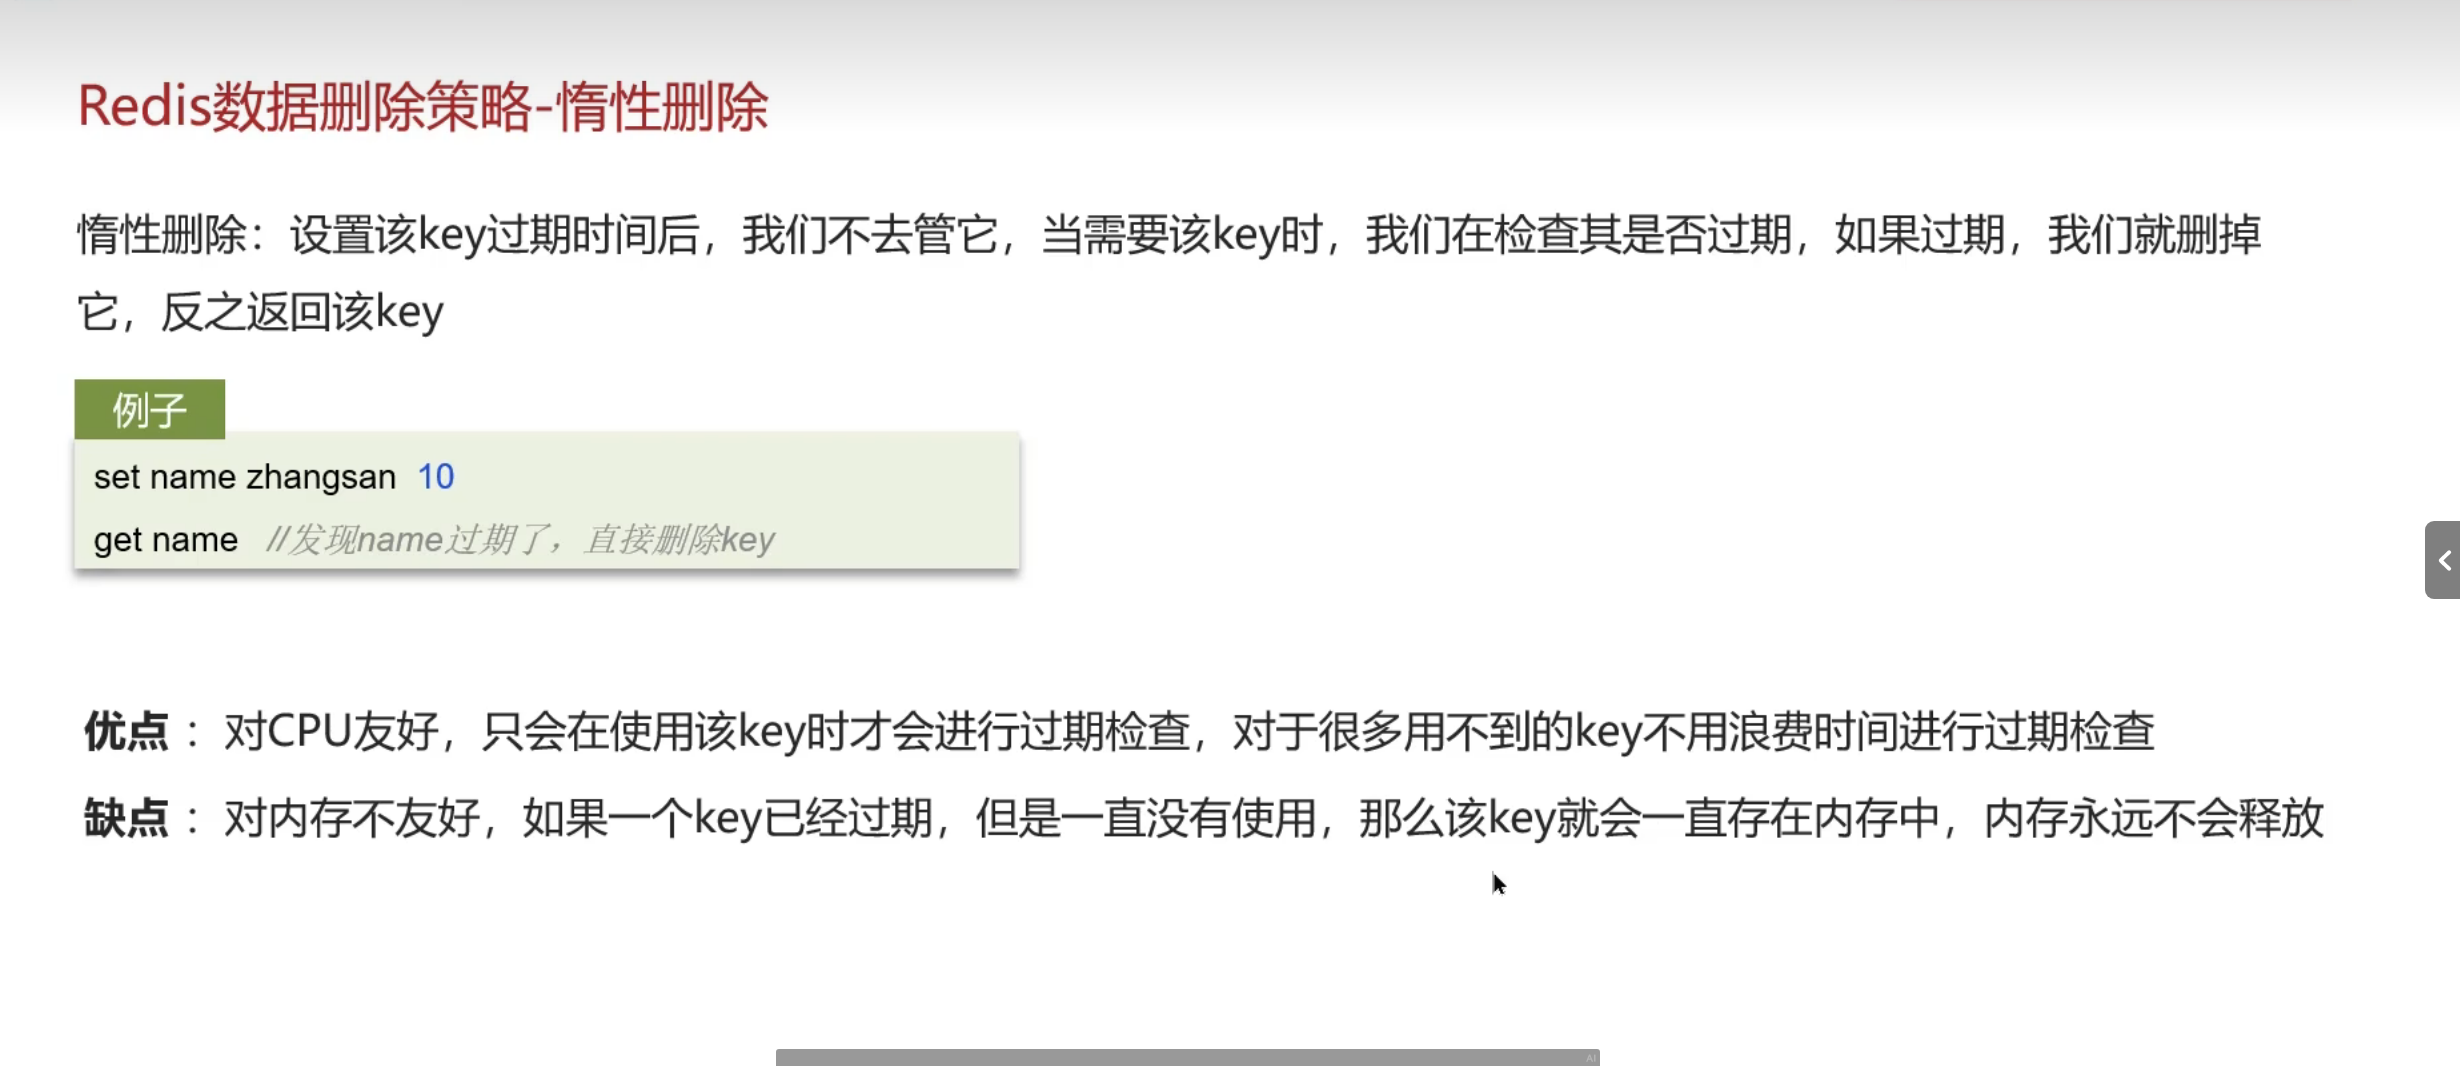 Redis数据删除策略-惰性删除
惰性删除：设置该key过期时间后，我们不去管它，当需要该key时，我们在检查其是否过期，如果过期，我们就删掉
它，反之返回该key
例子
set name zhangsan 10
get name //发现name过期了，直接删除key
优点：对CPU友好，只会在使用该key时才会进行过期检查，对于很多用不到的key不用浪费时间进行过期检查
缺点：对内存不友好，如果一个key已经过期，但是一直没有使用，那么该key就会一直存在内存中，内存永远不会释放
AI